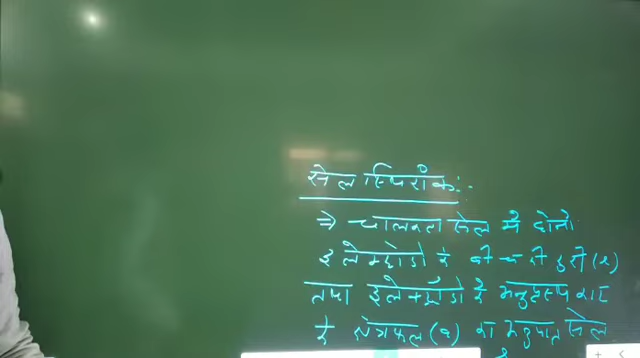 सेल स्थिरांक:-
⇒ चालकता सेल में दोनो
इलेक्ट्रोडो के बीच की दुरी (l)
तथा इलेक्ट्रोडो के अनुप्रस्थ काट
के क्षेत्रफल (a) का अनुपात सेल